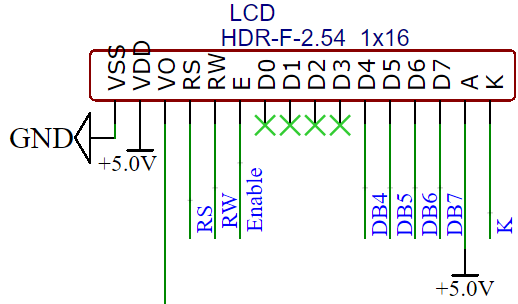 LCD
HDR-F-2.54 1x16
VSS VDD VO RS RW E D0 D1 D2 D3 D4 D5 D6 D7 A K
GND
+5.0V
RS RW Enable DB4 DB5 DB6 DB7 K
+5.0V